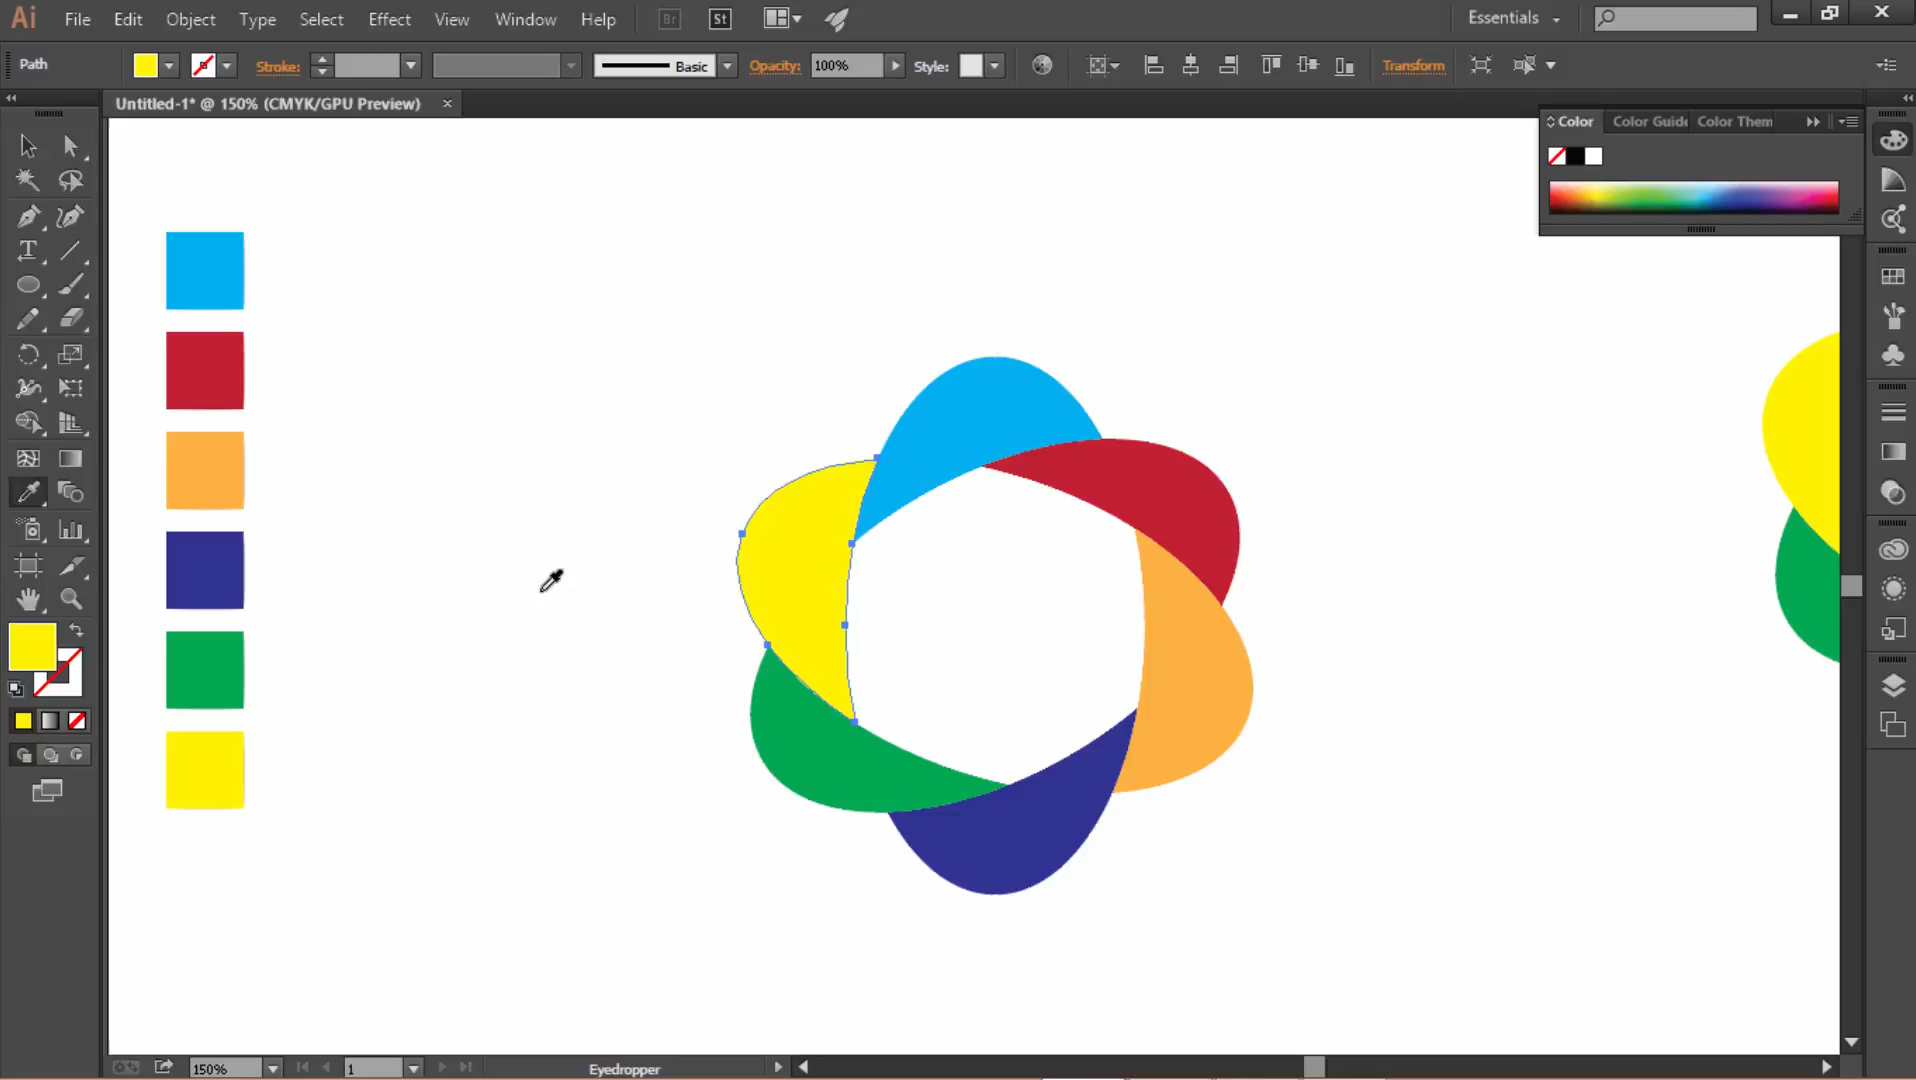 Ai File Edit Object Type Select Effect View Window Help Br St Essentials
Path Stroke: Basic Opacity: 100% Style: Transform
Untitled-1* @ 150% (CMYK/GPU Preview) ×
Color Color Guide Color Them
T
150% 1 Eyedropper